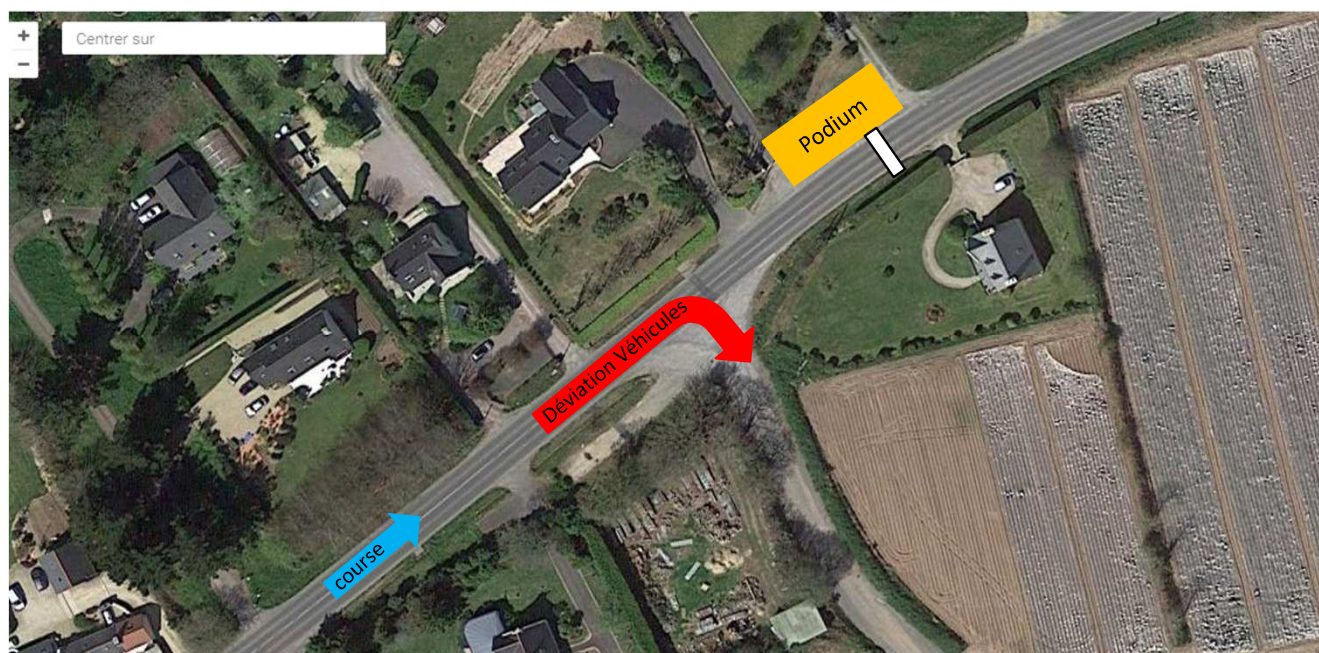 +
Centrer sur
−
Podium
Déviation Véhicules
course